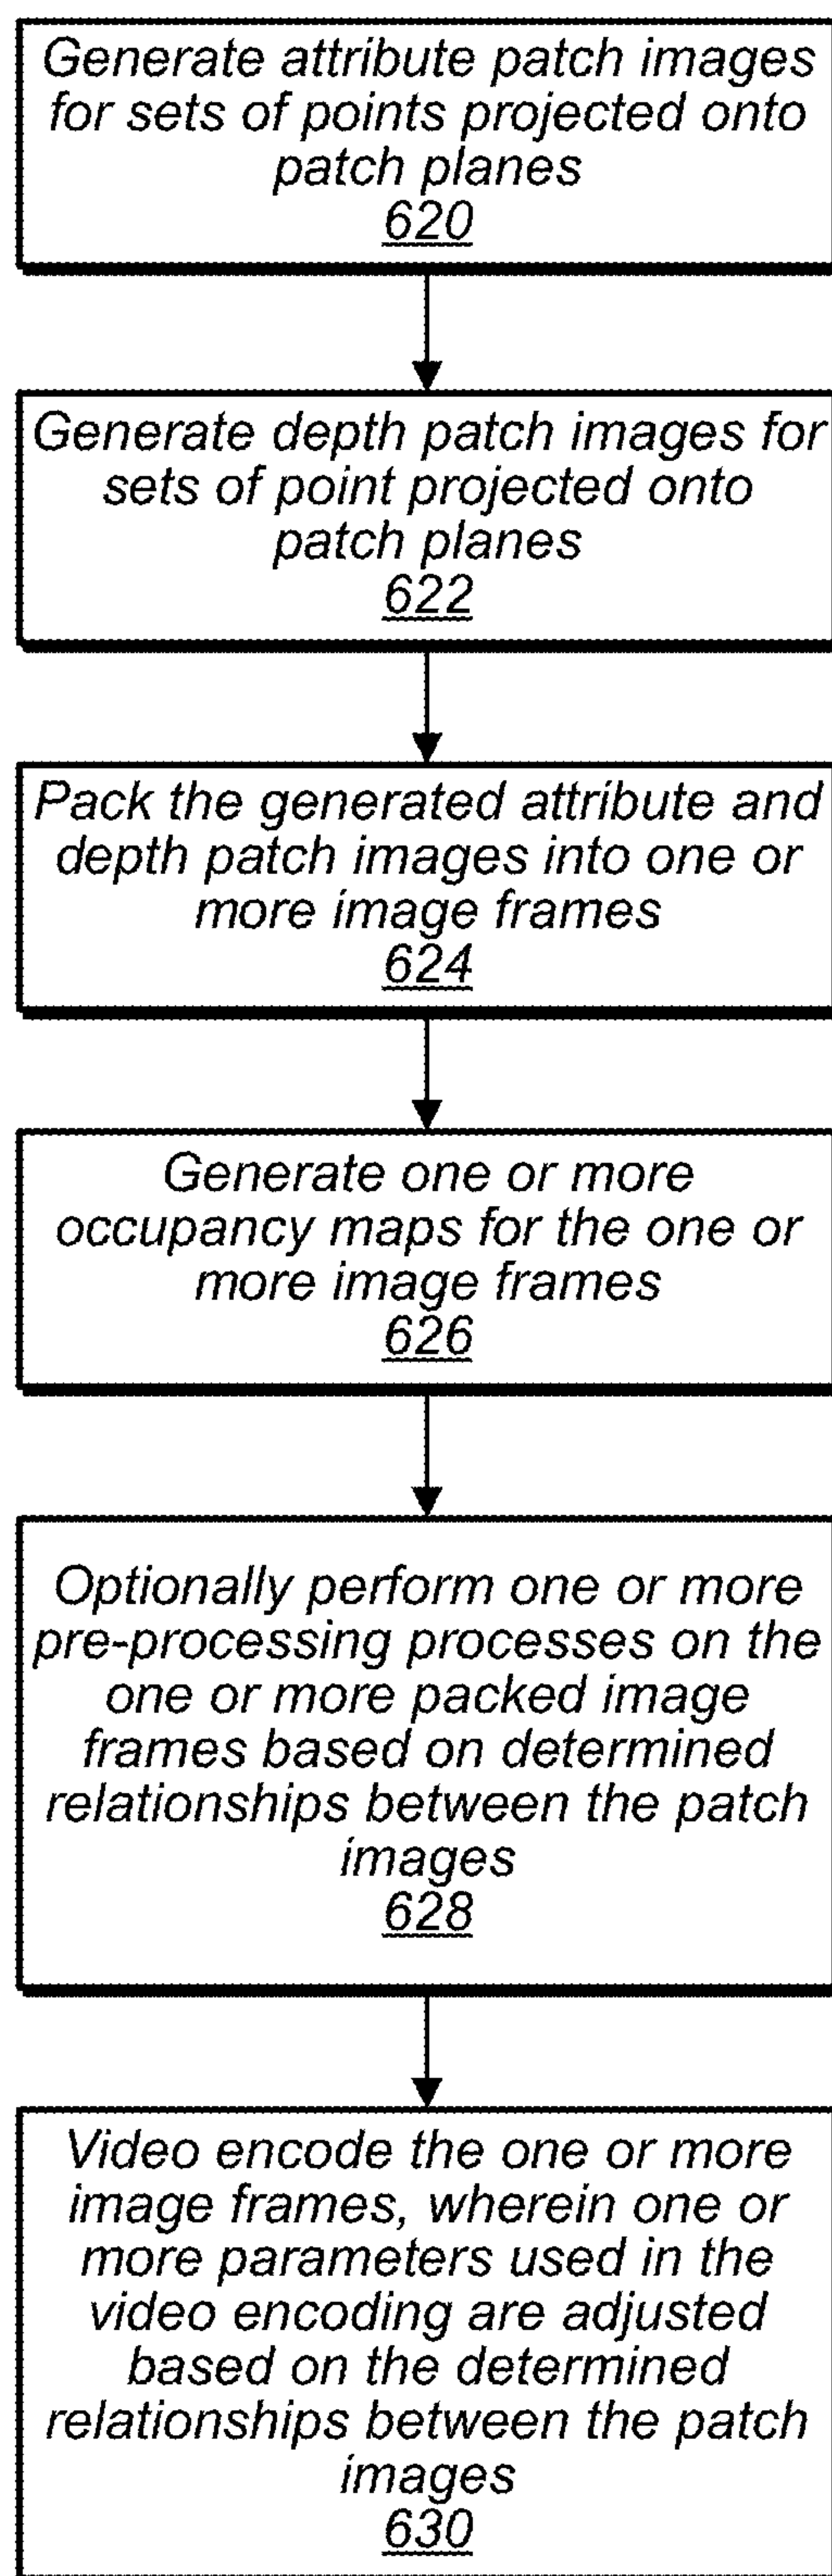 Generate attribute patch images
for sets of points projected onto
patch planes
620
Generate depth patch images for
sets of point projected onto
patch planes
622
Pack the generated attribute and
depth patch images into one or
more image frames
624
Generate one or more
occupancy maps for the one or
more image frames
626
Optionally perform one or more
pre-processing processes on the
one or more packed image
frames based on determined
relationships between the patch
images
628
Video encode the one or more
image frames, wherein one or
more parameters used in the
video encoding are adjusted
based on the determined
relationships between the patch
images
630